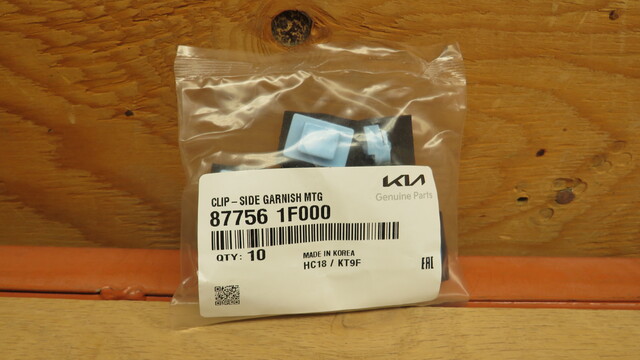 CLIP - SIDE GARNISH MTG
KIA
Genuine Parts
87756 1F000
QTY: 10
MADE IN KOREA
HC18 / KT9F
EAC